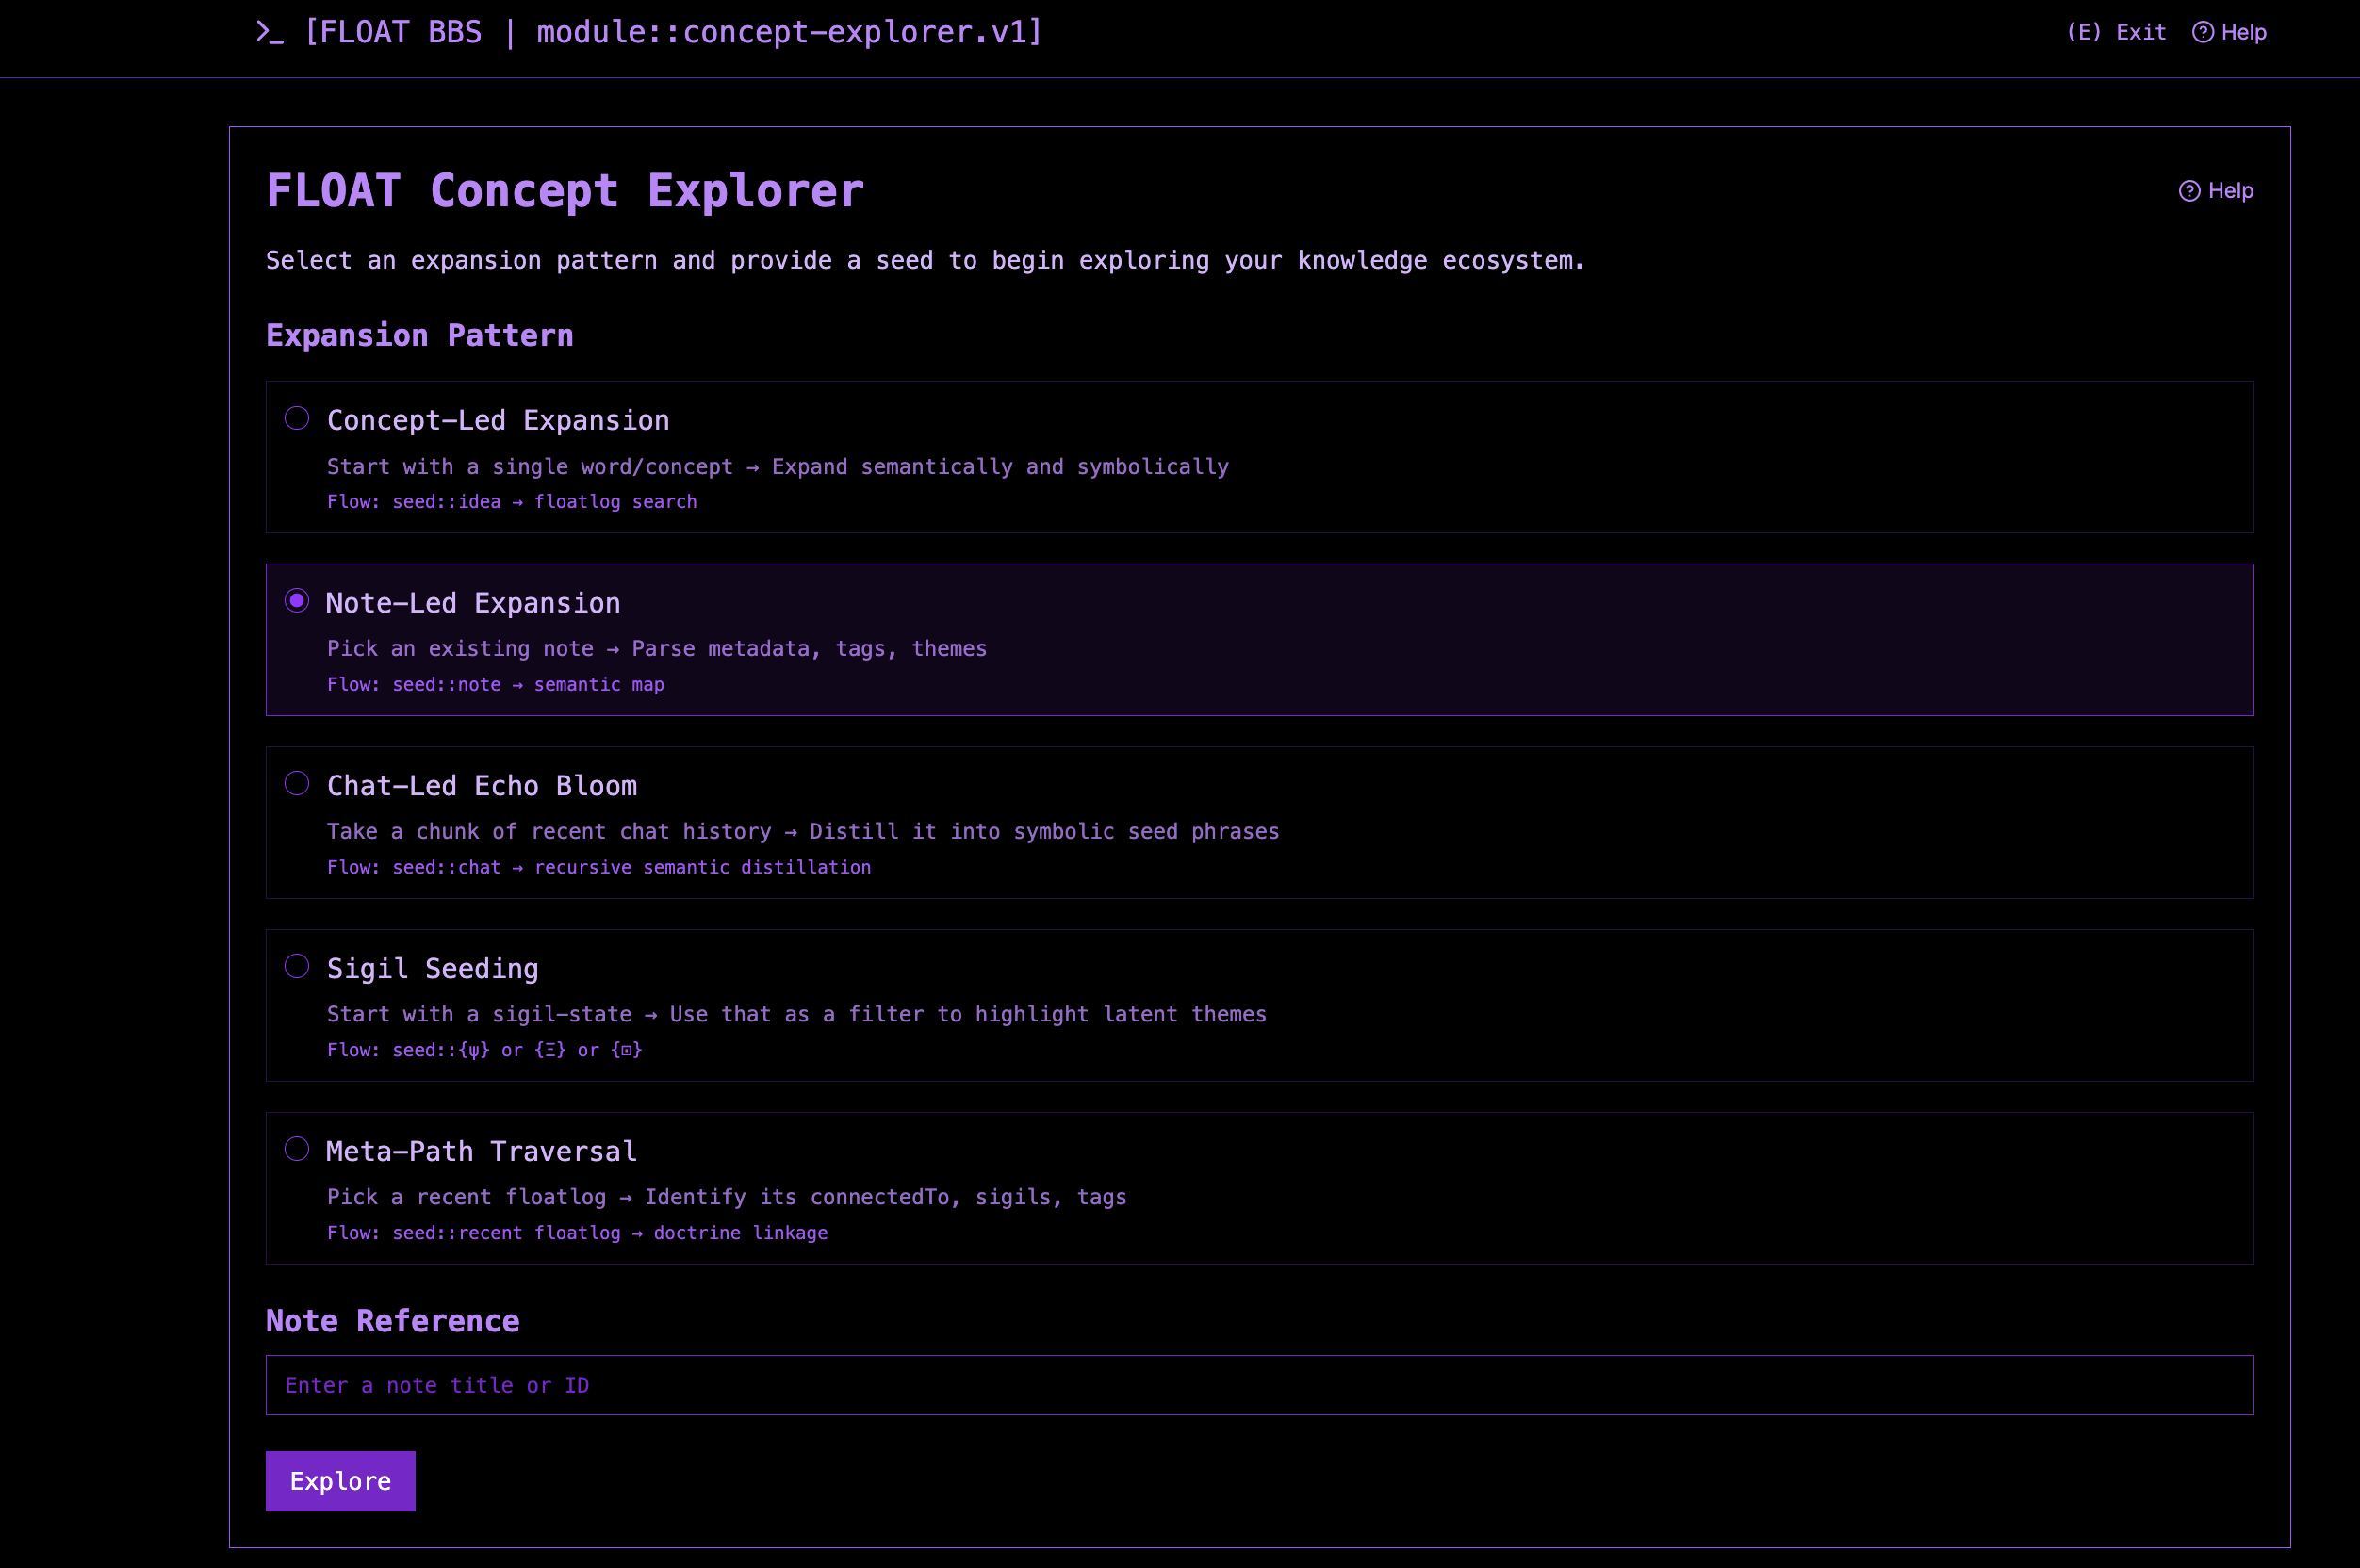 >_ [FLOAT BBS | module::concept-explorer.v1]
(E) Exit
Help
FLOAT Concept Explorer
Help
Select an expansion pattern and provide a seed to begin exploring your knowledge ecosystem.
Expansion Pattern
Concept-Led Expansion
Start with a single word/concept → Expand semantically and symbolically
Flow: seed::idea → floatlog search
Note-Led Expansion
Pick an existing note → Parse metadata, tags, themes
Flow: seed::note → semantic map
Chat-Led Echo Bloom
Take a chunk of recent chat history → Distill it into symbolic seed phrases
Flow: seed::chat → recursive semantic distillation
Sigil Seeding
Start with a sigil-state → Use that as a filter to highlight latent themes
Flow: seed::{ψ} or {Ξ} or {⊡}
Meta-Path Traversal
Pick a recent floatlog → Identify its connectedTo, sigils, tags
Flow: seed::recent floatlog → doctrine linkage
Note Reference
Enter a note title or ID
Explore